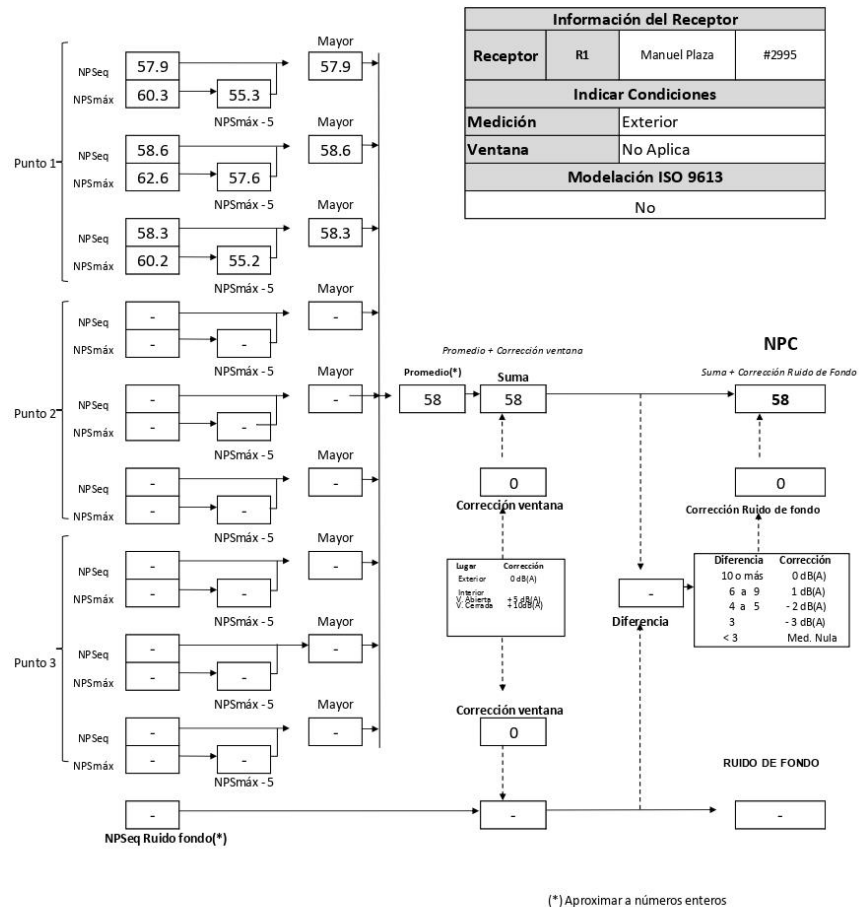 Información del Receptor
Receptor R1 Manuel Plaza #2995
Indicar Condiciones
Medición Exterior
Ventana No Aplica
Modelación ISO 9613
No
Punto 1
Mayor
NPSeq 57.9 57.9
NPSmáx 60.3 55.3
NPSmáx - 5
Mayor
NPSeq 58.6 58.6
NPSmáx 62.6 57.6
NPSmáx - 5
Mayor
NPSeq 58.3 58.3
NPSmáx 60.2 55.2
NPSmáx - 5
Punto 2
Mayor
NPSeq - -
NPSmáx - -
NPSmáx - 5
Mayor
NPSeq - -
NPSmáx - -
NPSmáx - 5
Mayor
NPSeq - -
NPSmáx - -
NPSmáx - 5
Punto 3
Mayor
NPSeq - -
NPSmáx - -
NPSmáx - 5
Mayor
NPSeq - -
NPSmáx - -
NPSmáx - 5
Mayor
NPSeq - -
NPSmáx - -
NPSmáx - 5
-
NPSeq Ruido fondo(*)
Promedio + Corrección ventana
Promedio(*) Suma
58 58
0
Corrección ventana
Lugar Corrección
Exterior 0 dB(A)
Interior
V. Abierta +5 dB(A)
V. Cerrada +10dB(A)
Corrección ventana
0
-
NPC
Suma + Corrección Ruido de Fondo
58
0
Corrección Ruido de fondo
-
Diferencia
Diferencia Corrección
10 o más 0 dB(A)
6 a 9 1 dB(A)
4 a 5 - 2 dB(A)
3 - 3 dB(A)
< 3 Med. Nula
RUIDO DE FONDO
-
(*) Aproximar a números enteros